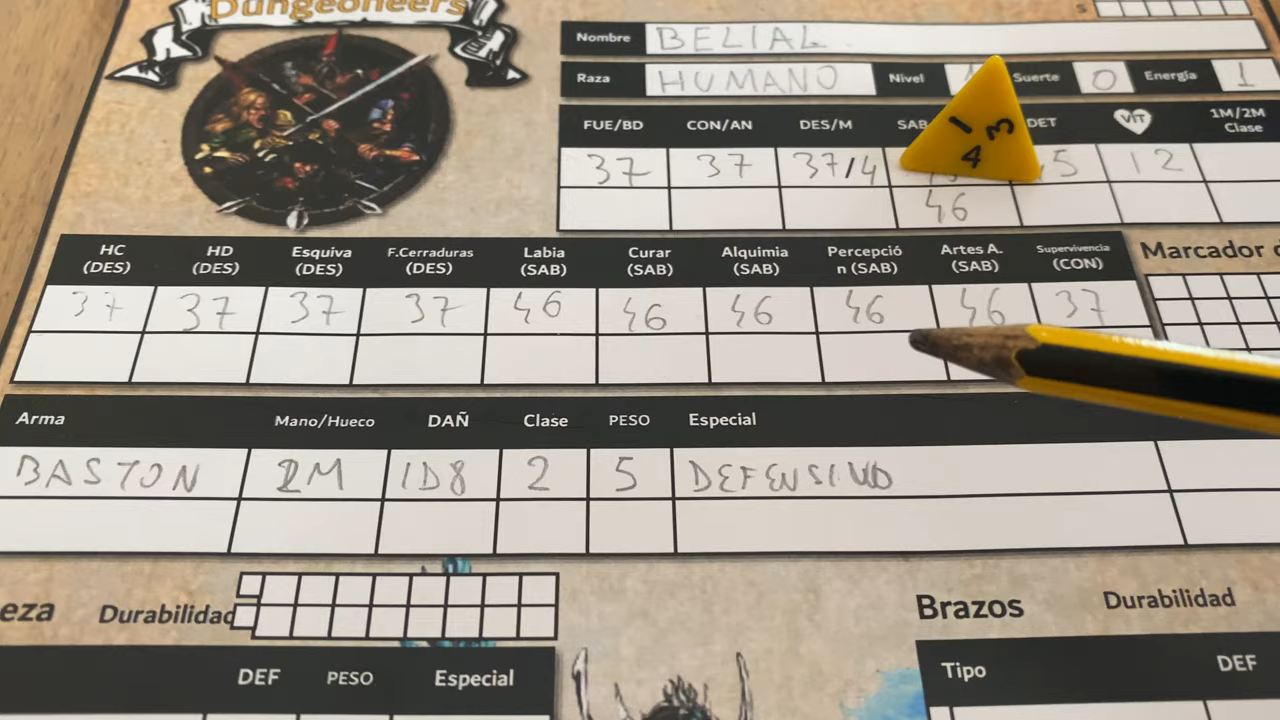 Dungeoneers
S
Nombre BELIAL
Raza HUMANO Nivel Suerte 0 Energía 1
FUE/BD CON/AN DES/M SAB DET VIT 1M/2M Clase
37 37 37/4 5 12
46
HC (DES) HD (DES) Esquiva (DES) F.Cerraduras (DES) Labia (SAB) Curar (SAB) Alquimia (SAB) Percepción (SAB) Artes A. (SAB) Supervivencia (CON) Marcador
37 37 37 37 46 46 46 46 46 37
Arma Mano/Hueco DAÑ Clase PESO Especial
BASTON 2M 1D8 2 5 DEFENSIVO
eza Durabilidad Brazos Durabilidad
DEF PESO Especial Tipo DEF
1 3 4